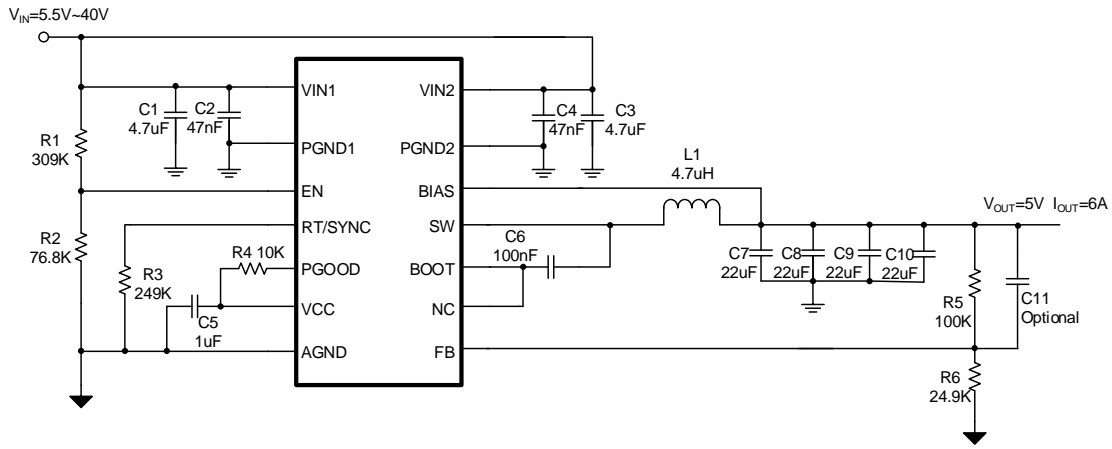 VIN=5.5V~40V
VIN1
VIN2
C1
4.7uF
C2
47nF
C4
47nF
C3
4.7uF
R1
309K
PGND1
PGND2
L1
4.7uH
EN
BIAS
VOUT=5V IOUT=6A
RT/SYNC
SW
R2
76.8K
R4 10K
C6
100nF
C7
22uF
C8
22uF
C9
22uF
C10
22uF
R3
249K
PGOOD
BOOT
R5
100K
C11
Optional
VCC
NC
C5
1uF
AGND
FB
R6
24.9K